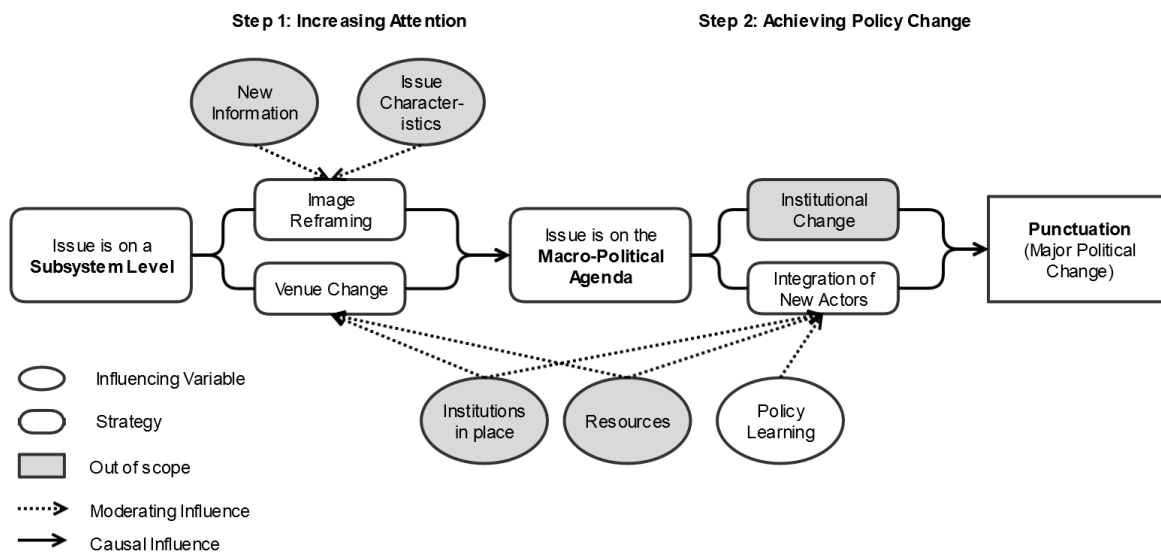 Step 1: Increasing Attention
Step 2: Achieving Policy Change
New
Information
Issue
Character-
istics
Image
Reframing
Institutional
Change
Issue is on a
Subsystem Level
Issue is on the
Macro-Political
Agenda
Punctuation
(Major Political
Change)
Venue Change
Integration of
New Actors
Institutions
in place
Resources
Policy
Learning
Influencing Variable
Strategy
Out of scope
Moderating Influence
Causal Influence